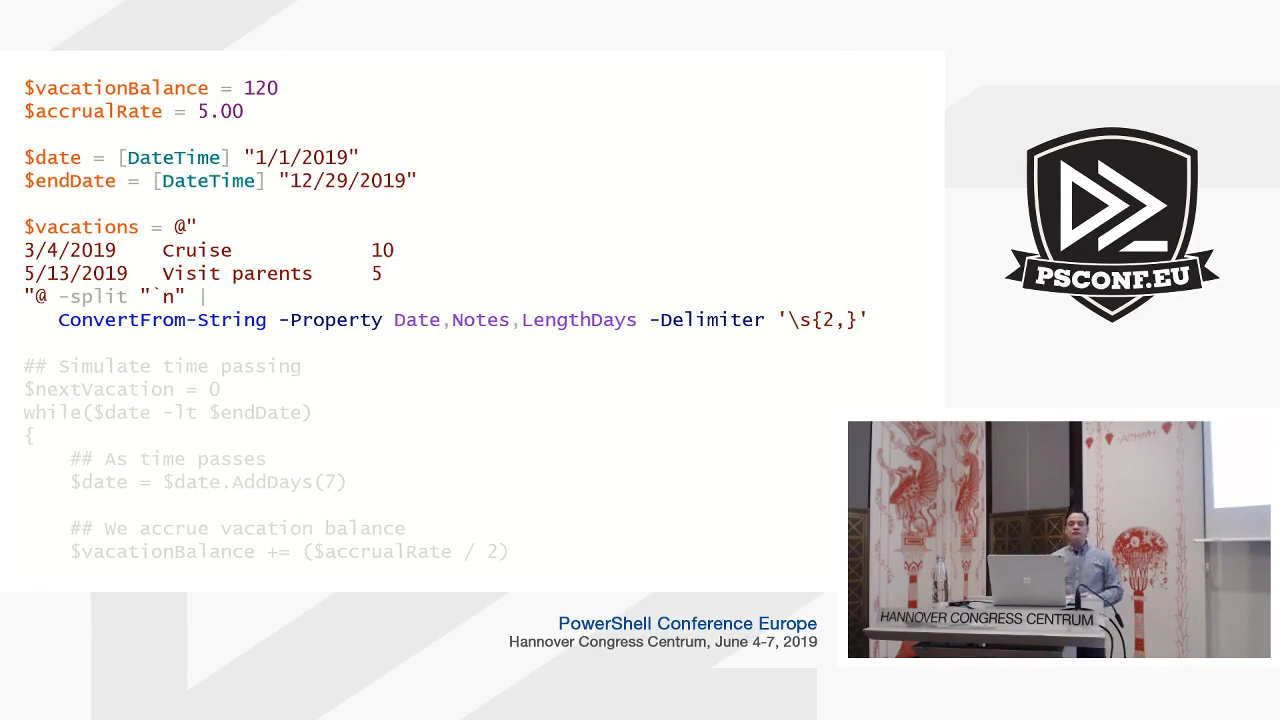 $vacationBalance = 120
$accrualRate = 5.00
$date = [DateTime] "1/1/2019"
$endDate = [DateTime] "12/29/2019"
$vacations = @"
3/4/2019    Cruise            10
5/13/2019   Visit parents     5
"@ -split "`n" |
   ConvertFrom-String -Property Date,Notes,LengthDays -Delimiter '\s{2,}'
## Simulate time passing
$nextVacation = 0
while($date -lt $endDate)
{
    ## As time passes
    $date = $date.AddDays(7)
    ## We accrue vacation balance
    $vacationBalance += ($accrualRate / 2)
PSCONF.EU
PowerShell Conference Europe
Hannover Congress Centrum, June 4-7, 2019
HANNOVER CONGRESS CENTRUM